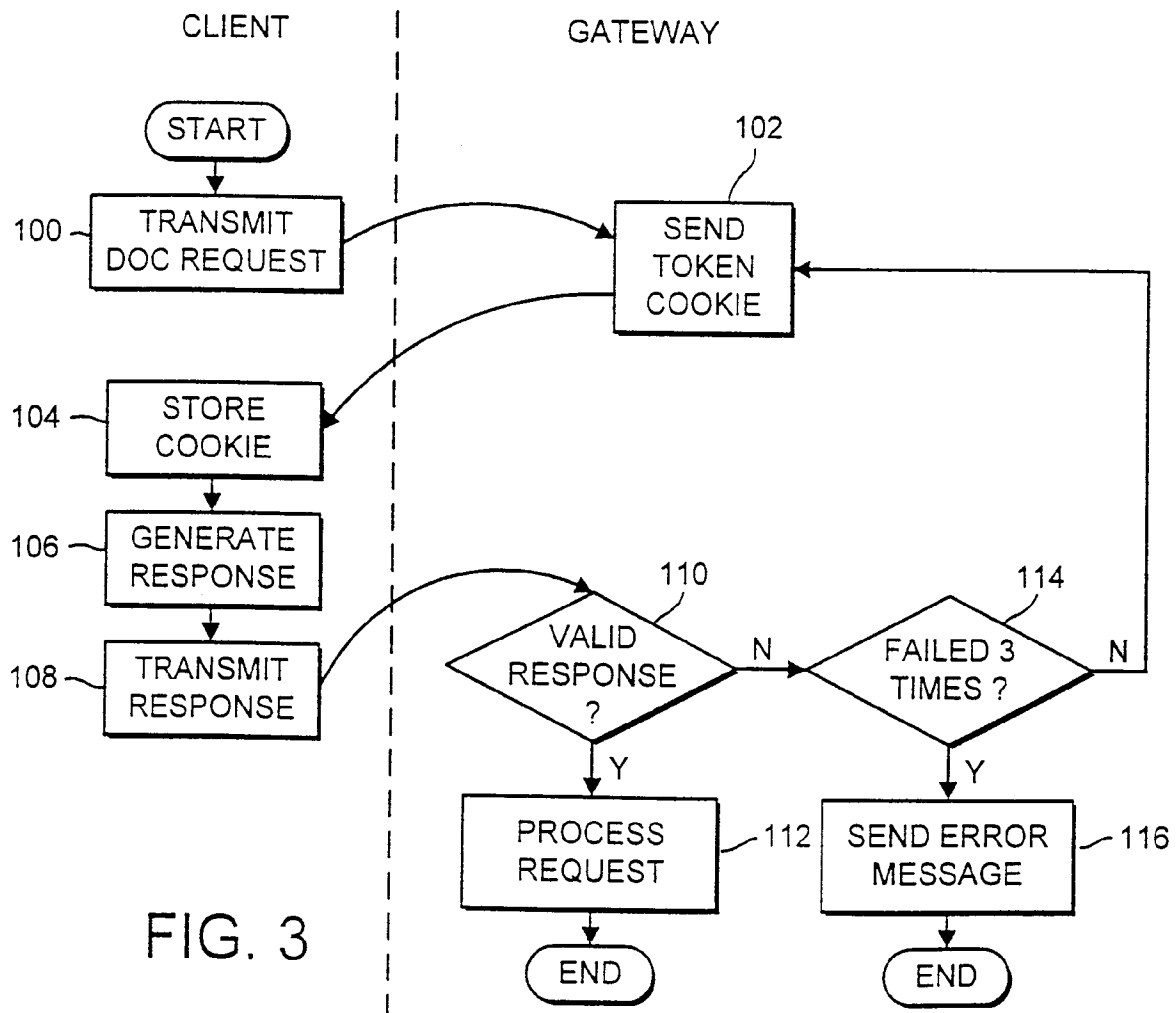 CLIENT
GATEWAY
START
102
100
TRANSMIT
DOC REQUEST
SEND
TOKEN
COOKIE
104
STORE
COOKIE
106
GENERATE
RESPONSE
108
TRANSMIT
RESPONSE
110
VALID
RESPONSE
?
N
114
FAILED 3
TIMES ?
N
Y
Y
PROCESS
REQUEST
112
SEND ERROR
MESSAGE
116
END
END
FIG. 3